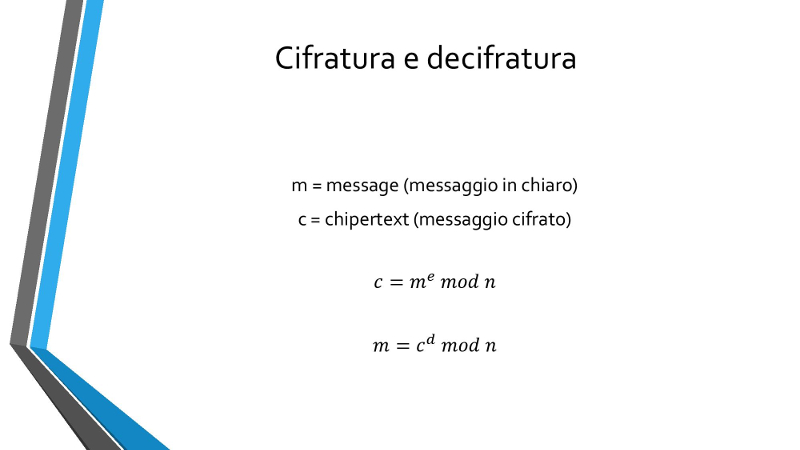 Cifratura e decifratura
m = message (messaggio in chiaro)
c = chipertext (messaggio cifrato)
c = m^e mod n
m = c^d mod n